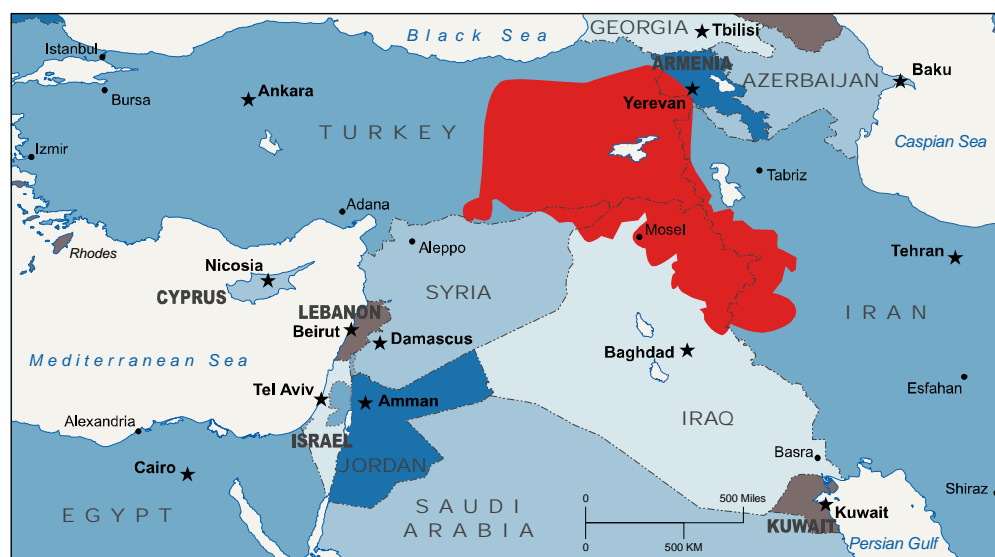 GEORGIA
Tbilisi
Black Sea
Istanbul
ARMENIA
Baku
AZERBAIJAN
Bursa
Ankara
Yerevan
TURKEY
Caspian Sea
Izmir
Tabriz
Adana
Mosel
Aleppo
Rhodes
Tehran
Nicosia
CYPRUS
SYRIA
LEBANON
IRAN
Beirut
Damascus
Baghdad
Mediterranean Sea
Esfahan
Tel Aviv
Amman
Alexandria
IRAQ
ISRAEL
Basra
JORDAN
Cairo
Shiraz
0
500 Miles
SAUDI
ARABIA
EGYPT
Kuwait
KUWAIT
0
500 KM
Persian Gulf